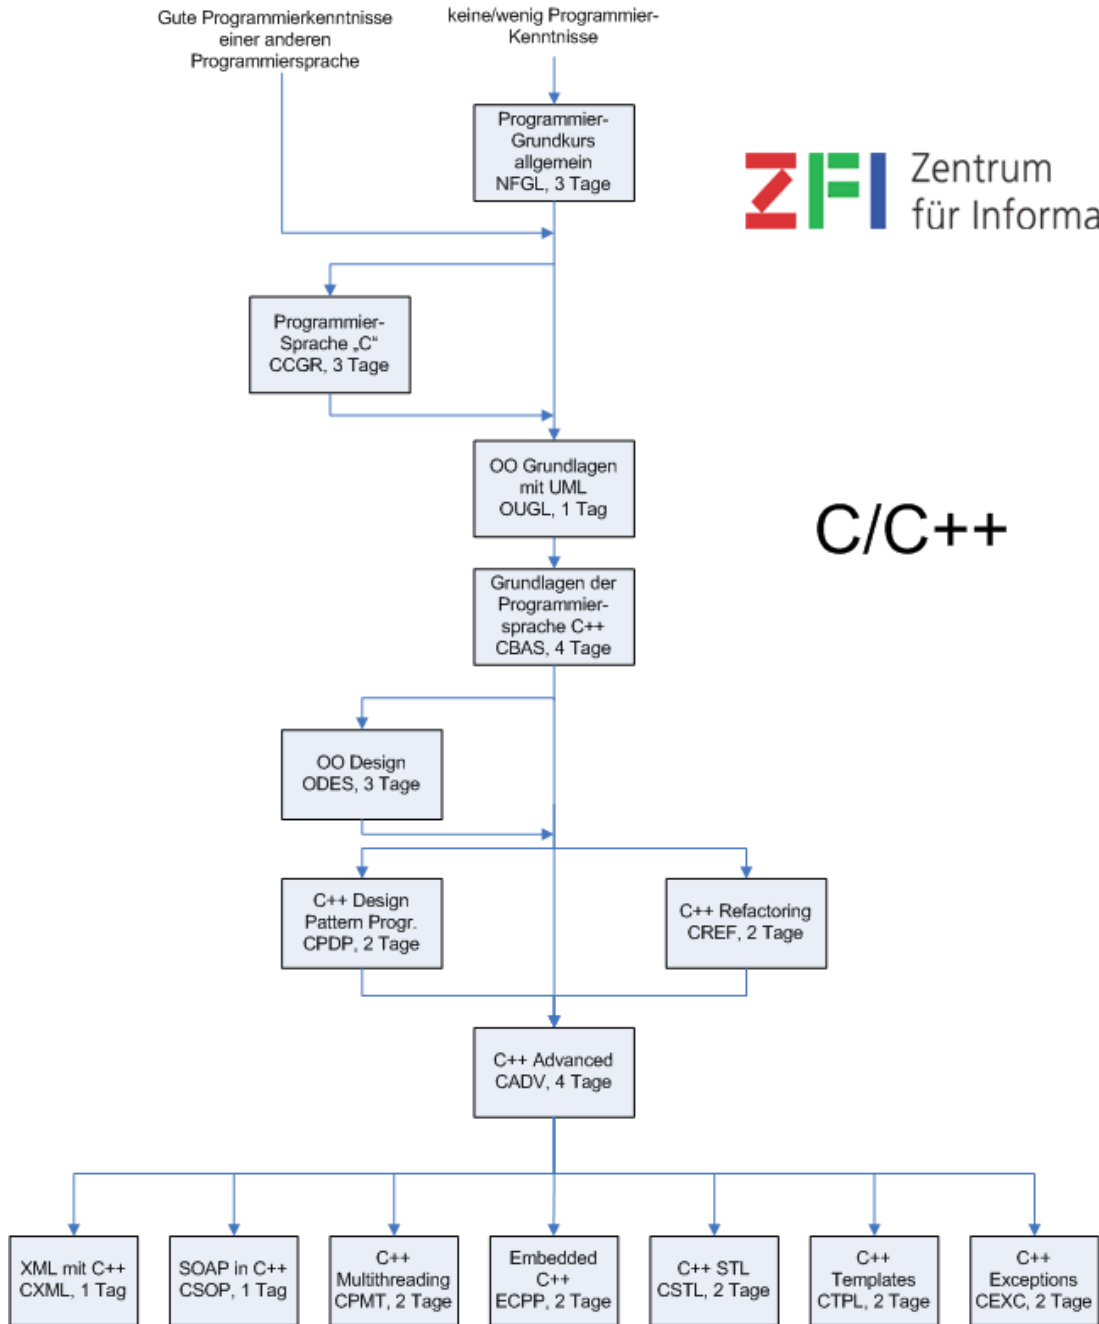 Gute Programmierkenntnisse
einer anderen
Programmiersprache
keine/wenig Programmier-
Kenntnisse
Programmier-
Grundkurs
allgemein
NFGL, 3 Tage
ZFI
Zentrum
für Informa
Programmier-
Sprache „C“
CCGR, 3 Tage
OO Grundlagen
mit UML
OUGL, 1 Tag
C/C++
Grundlagen der
Programmier-
sprache C++
CBAS, 4 Tage
OO Design
ODES, 3 Tage
C++ Design
Pattern Progr.
CPDP, 2 Tage
C++ Refactoring
CREF, 2 Tage
C++ Advanced
CADV, 4 Tage
XML mit C++
CXML, 1 Tag
SOAP in C++
CSOP, 1 Tag
C++
Multithreading
CPMT, 2 Tage
Embedded
C++
ECPP, 2 Tage
C++ STL
CSTL, 2 Tage
C++
Templates
CTPL, 2 Tage
C++
Exceptions
CEXC, 2 Tage